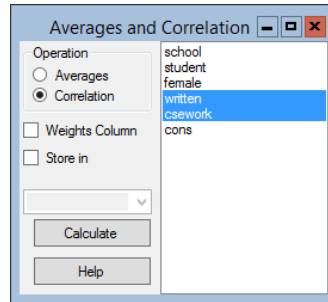 Averages and Correlation
Operation
Averages
Correlation
Weights Column
Store in
Calculate
Help
school
student
female
written
csework
cons